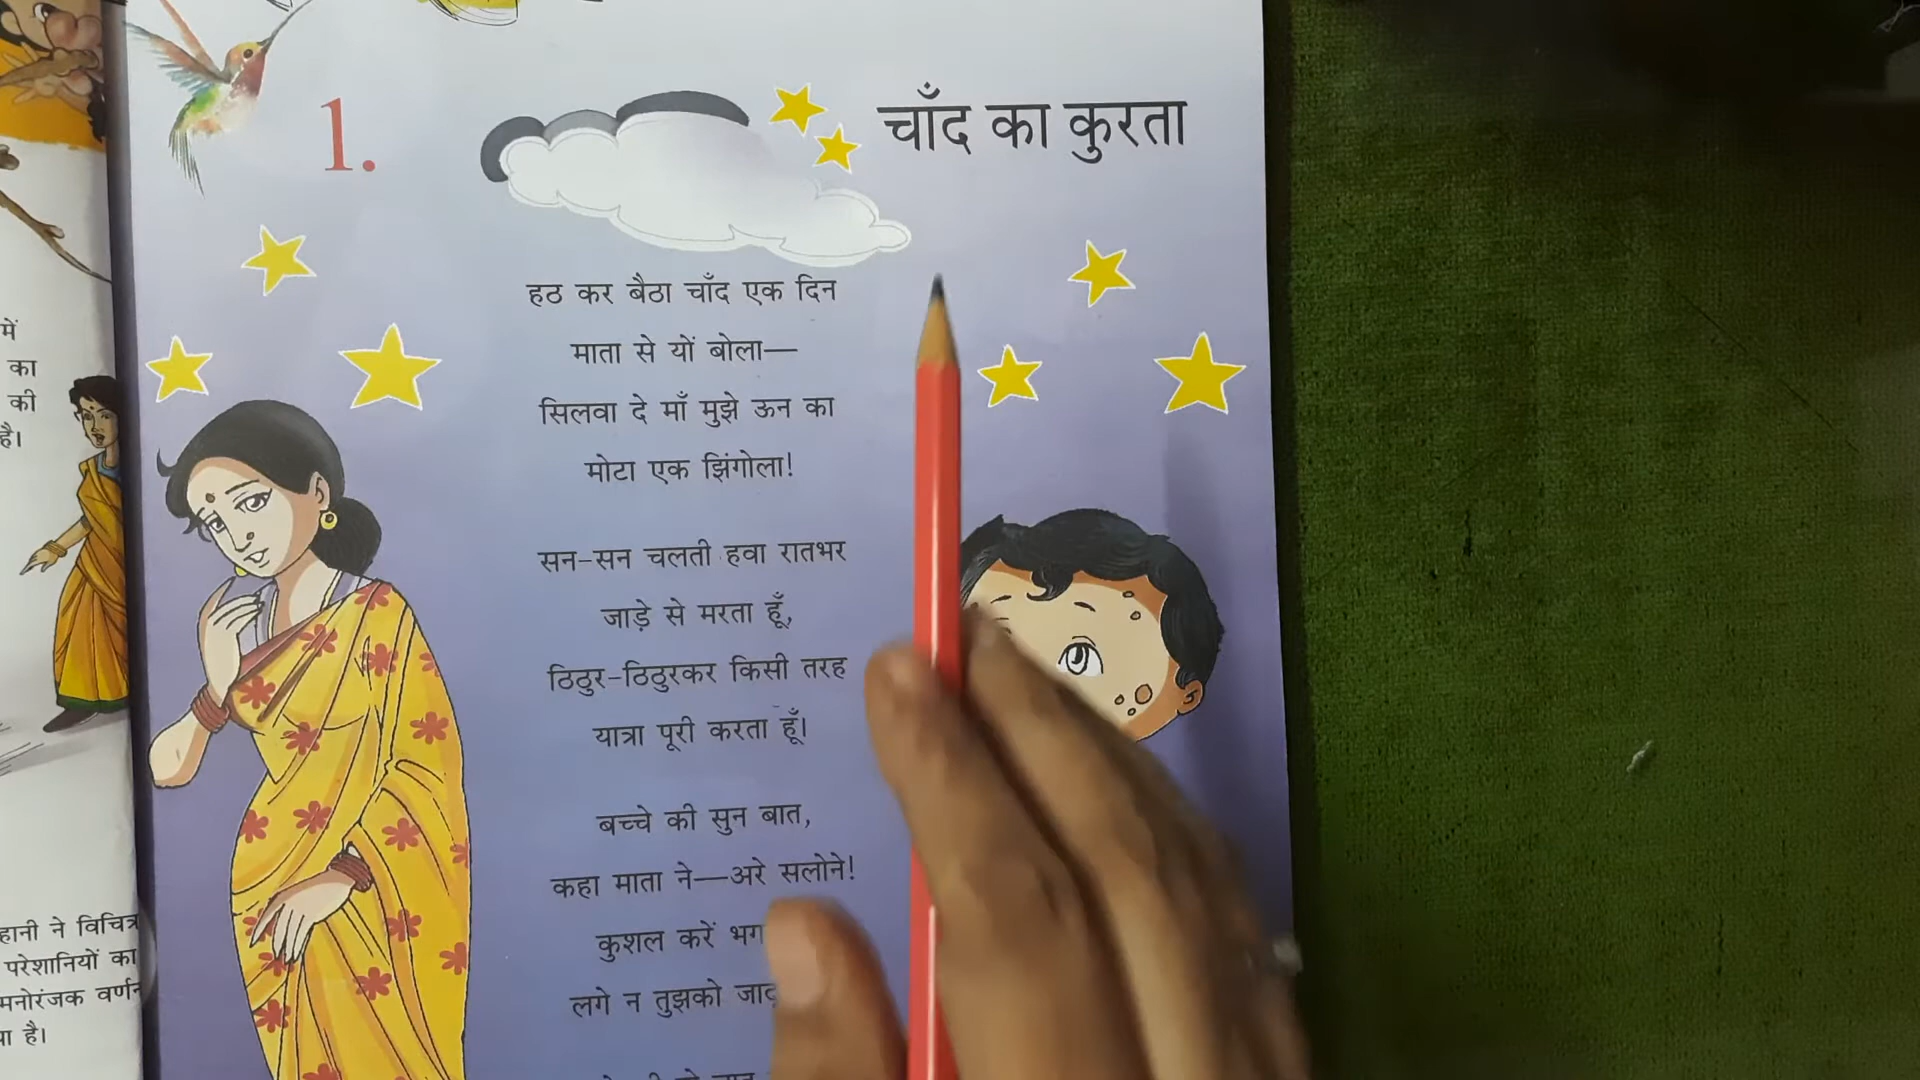 में
का
की
है।
हानी ने विचित्र
परेशानियों का
मनोरंजक वर्णन
है।
1.
चाँद का कुरता
हठ कर बैठा चाँद एक दिन
माता से यों बोला—
सिलवा दे माँ मुझे ऊन का
मोटा एक झिंगोला!
सन-सन चलती हवा रातभर
जाड़े से मरता हूँ,
ठिठुर-ठिठुरकर किसी तरह
यात्रा पूरी करता हूँ।
बच्चे की सुन बात,
कहा माता ने—अरे सलोने!
कुशल करें भग
लगे न तुझको